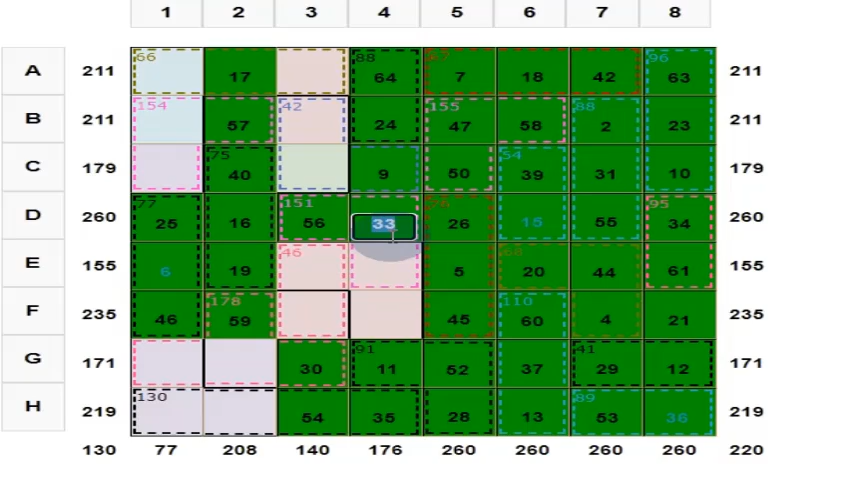 1 2 3 4 5 6 7 8
66 88 96
A 211 17 64 7 18 42 63 211
154 42 155 88
B 211 57 24 47 58 2 23 211
75 54
C 179 40 9 50 39 31 10 179
77 151 95
D 260 25 16 56 33 26 15 55 34 260
46
E 155 6 19 5 20 44 61 155
178 110
F 235 46 59 45 60 4 21 235
91 41
G 171 30 11 52 37 29 12 171
130 89
H 219 54 35 28 13 53 36 219
130 77 208 140 176 260 260 260 260 220